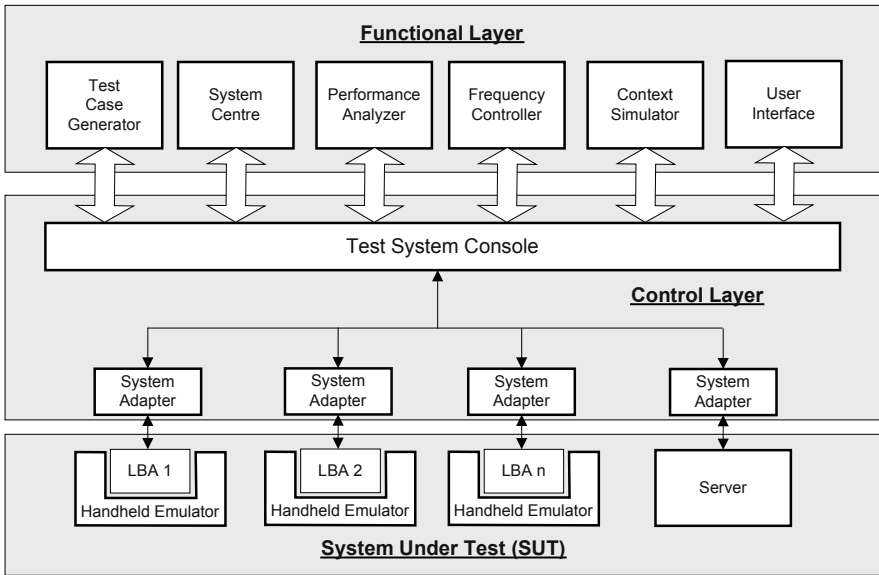 Functional Layer
Test
Case
Generator
System
Centre
Performance
Analyzer
Frequency
Controller
Context
Simulator
User
Interface
Test System Console
Control Layer
System
Adapter
System
Adapter
System
Adapter
System
Adapter
LBA 1
Handheld Emulator
LBA 2
Handheld Emulator
LBA n
Handheld Emulator
Server
System Under Test (SUT)